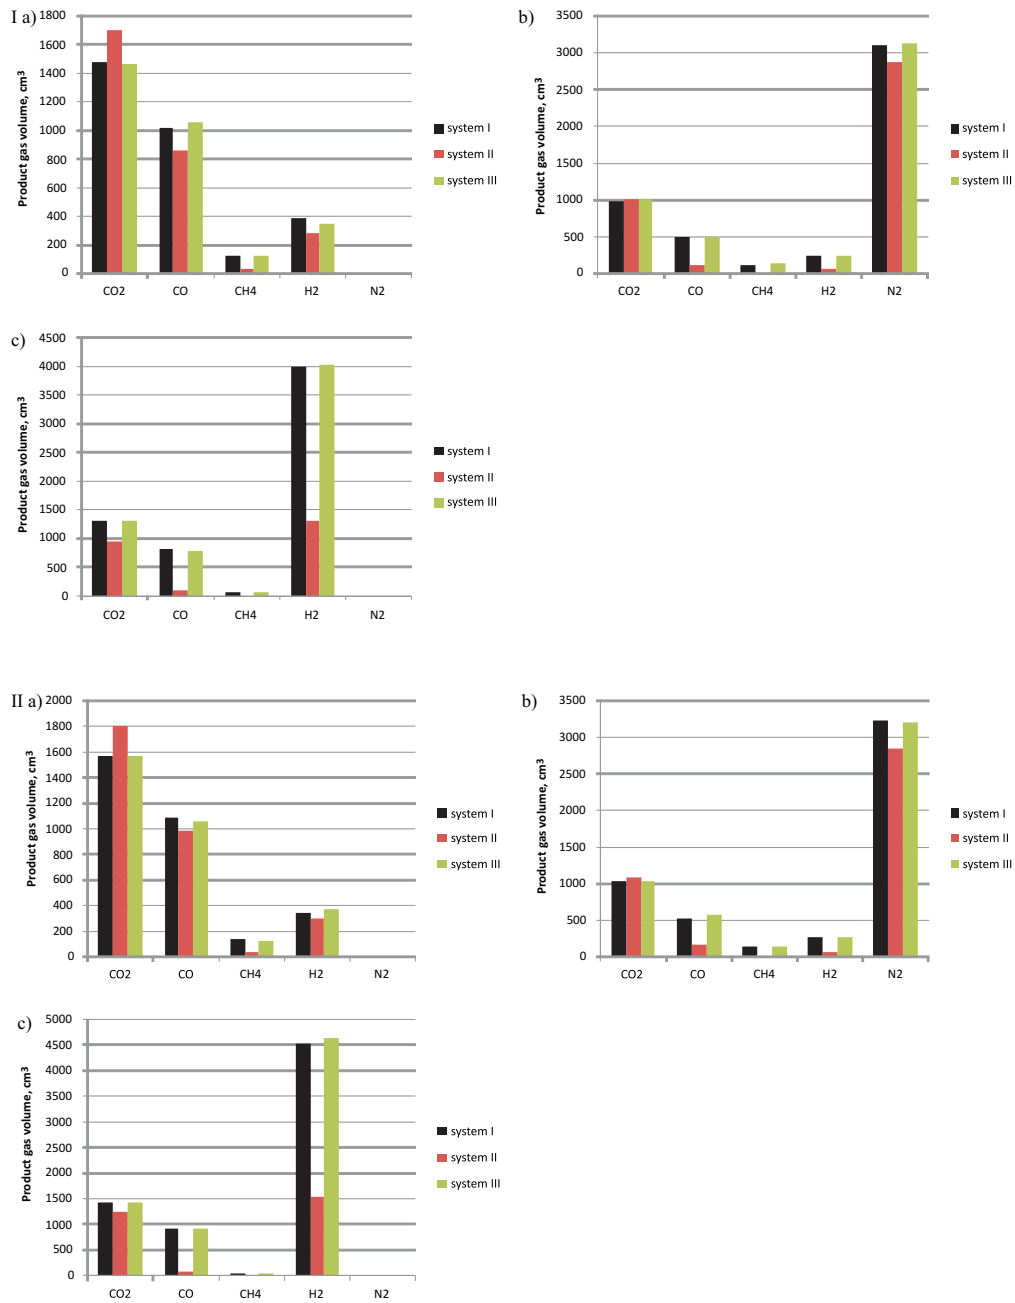 I a)
Product gas volume, cm³
1800
1600
1400
1200
1000
800
600
400
200
0
CO2 CO CH4 H2 N2
system I
system II
system III
b)
Product gas volume, cm³
3500
3000
2500
2000
1500
1000
500
0
CO2 CO CH4 H2 N2
system I
system II
system III
c)
Product gas volume, cm³
4500
4000
3500
3000
2500
2000
1500
1000
500
0
CO2 CO CH4 H2 N2
system I
system II
system III
II a)
Product gas volume, cm³
2000
1800
1600
1400
1200
1000
800
600
400
200
0
CO2 CO CH4 H2 N2
system I
system II
system III
b)
Product gas volume, cm³
3500
3000
2500
2000
1500
1000
500
0
CO2 CO CH4 H2 N2
system I
system II
system III
c)
Product gas volume, cm³
5000
4500
4000
3500
3000
2500
2000
1500
1000
500
0
CO2 CO CH4 H2 N2
system I
system II
system III